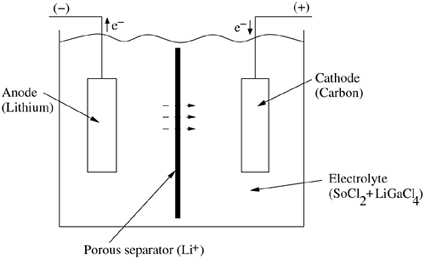 (-)
(+)
e⁻
e⁻
Anode
(Lithium)
Cathode
(Carbon)
Electrolyte
(SoCl₂+LiGaCl₄)
Porous separator (Li⁺)